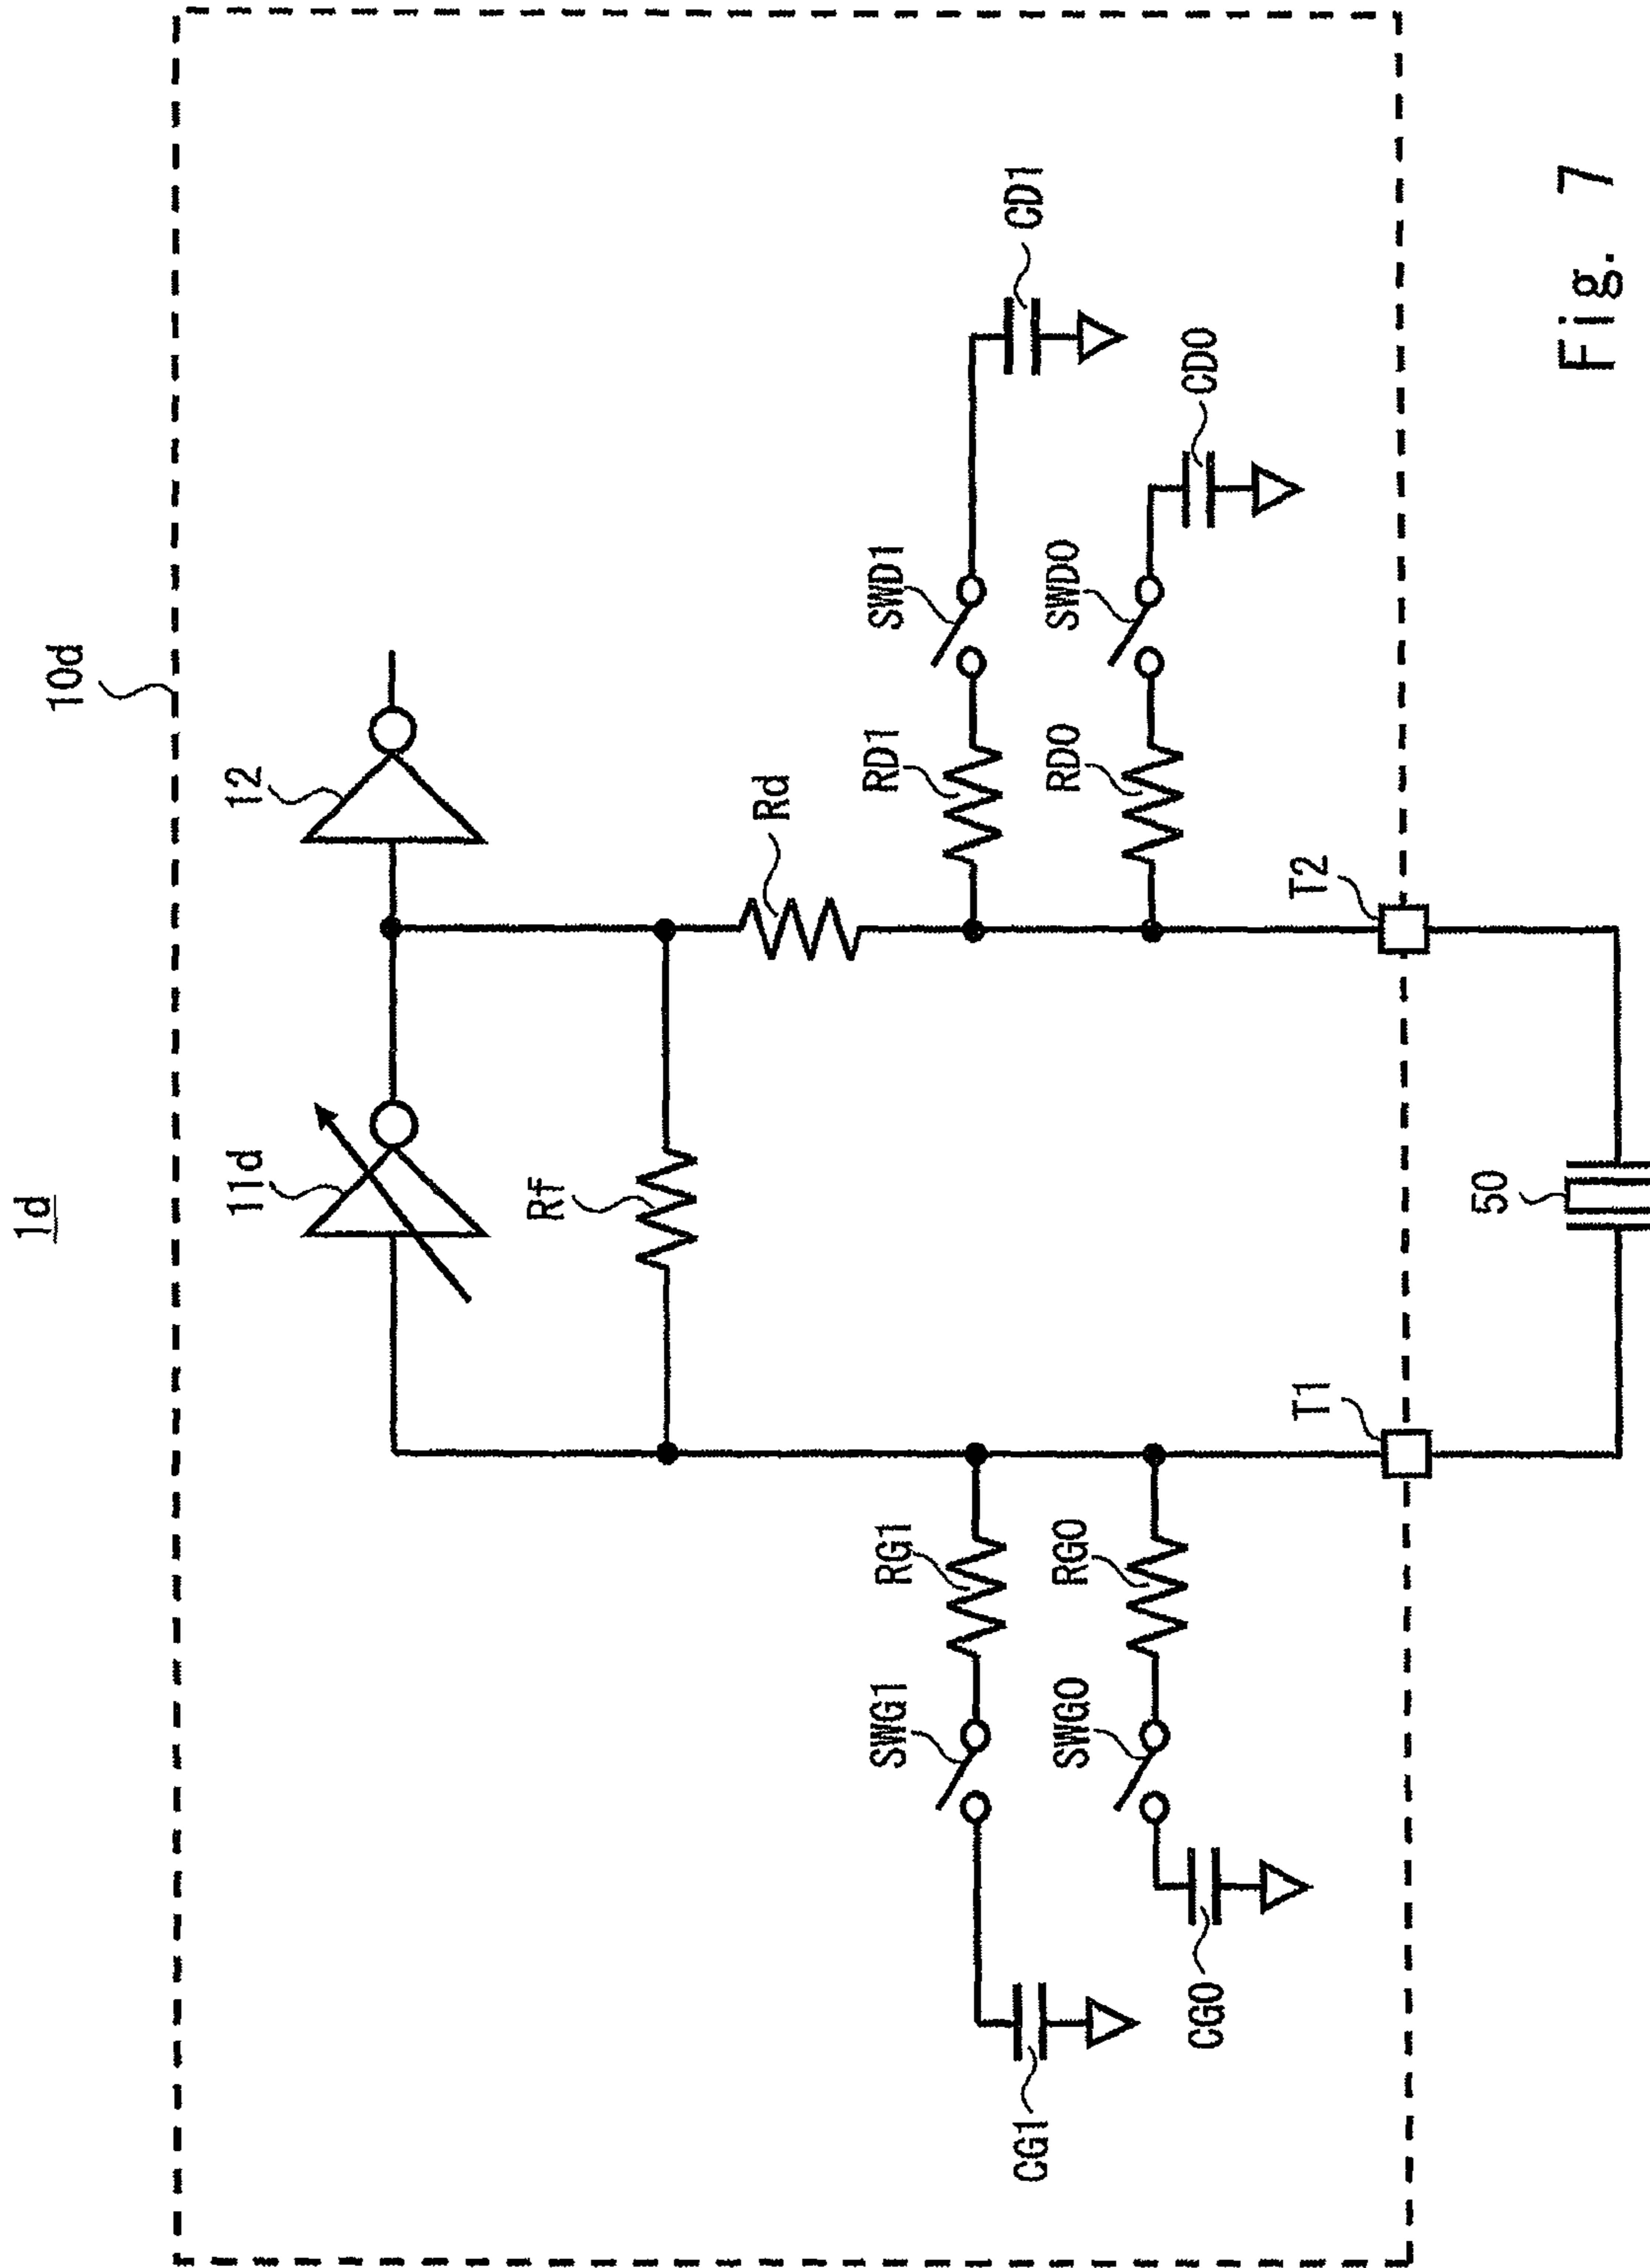 1d
10d
11d
12
Rf
Rd
SWG1
RG1
RD1
SWD1
CG1
CD1
SWG0
RG0
RD0
SWD0
CG0
CD0
T1
T2
50
Fig. 7